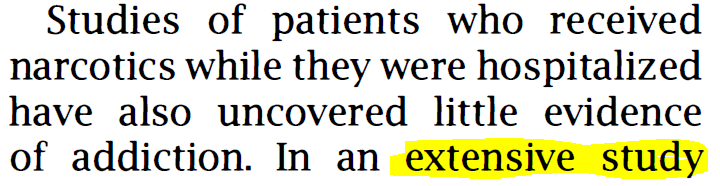 Studies of patients who received
narcotics while they were hospitalized
have also uncovered little evidence
of addiction. In an extensive study